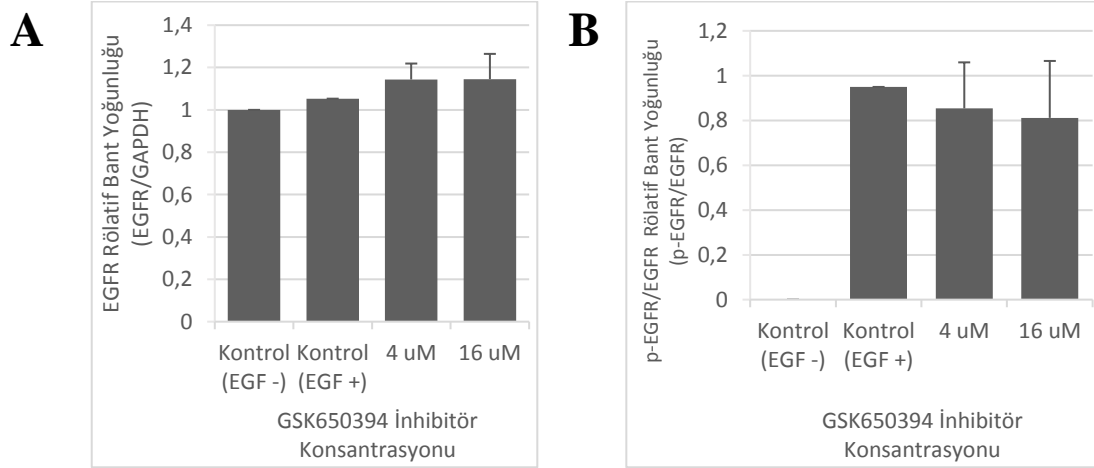 A
EGFR Rölatif Bant Yoğunluğu
(EGFR/GAPDH)
1,4
1,2
1
0,8
0,6
0,4
0,2
0
Kontrol
(EGF -)
Kontrol
(EGF +)
4 uM
16 uM
GSK650394 İnhibitör
Konsantrasyonu
B
p-EGFR/EGFR Rölatif Bant Yoğunluğu
(p-EGFR/EGFR)
1,2
1
0,8
0,6
0,4
0,2
0
Kontrol
(EGF -)
Kontrol
(EGF +)
4 uM
16 uM
GSK650394 İnhibitör
Konsantrasyonu